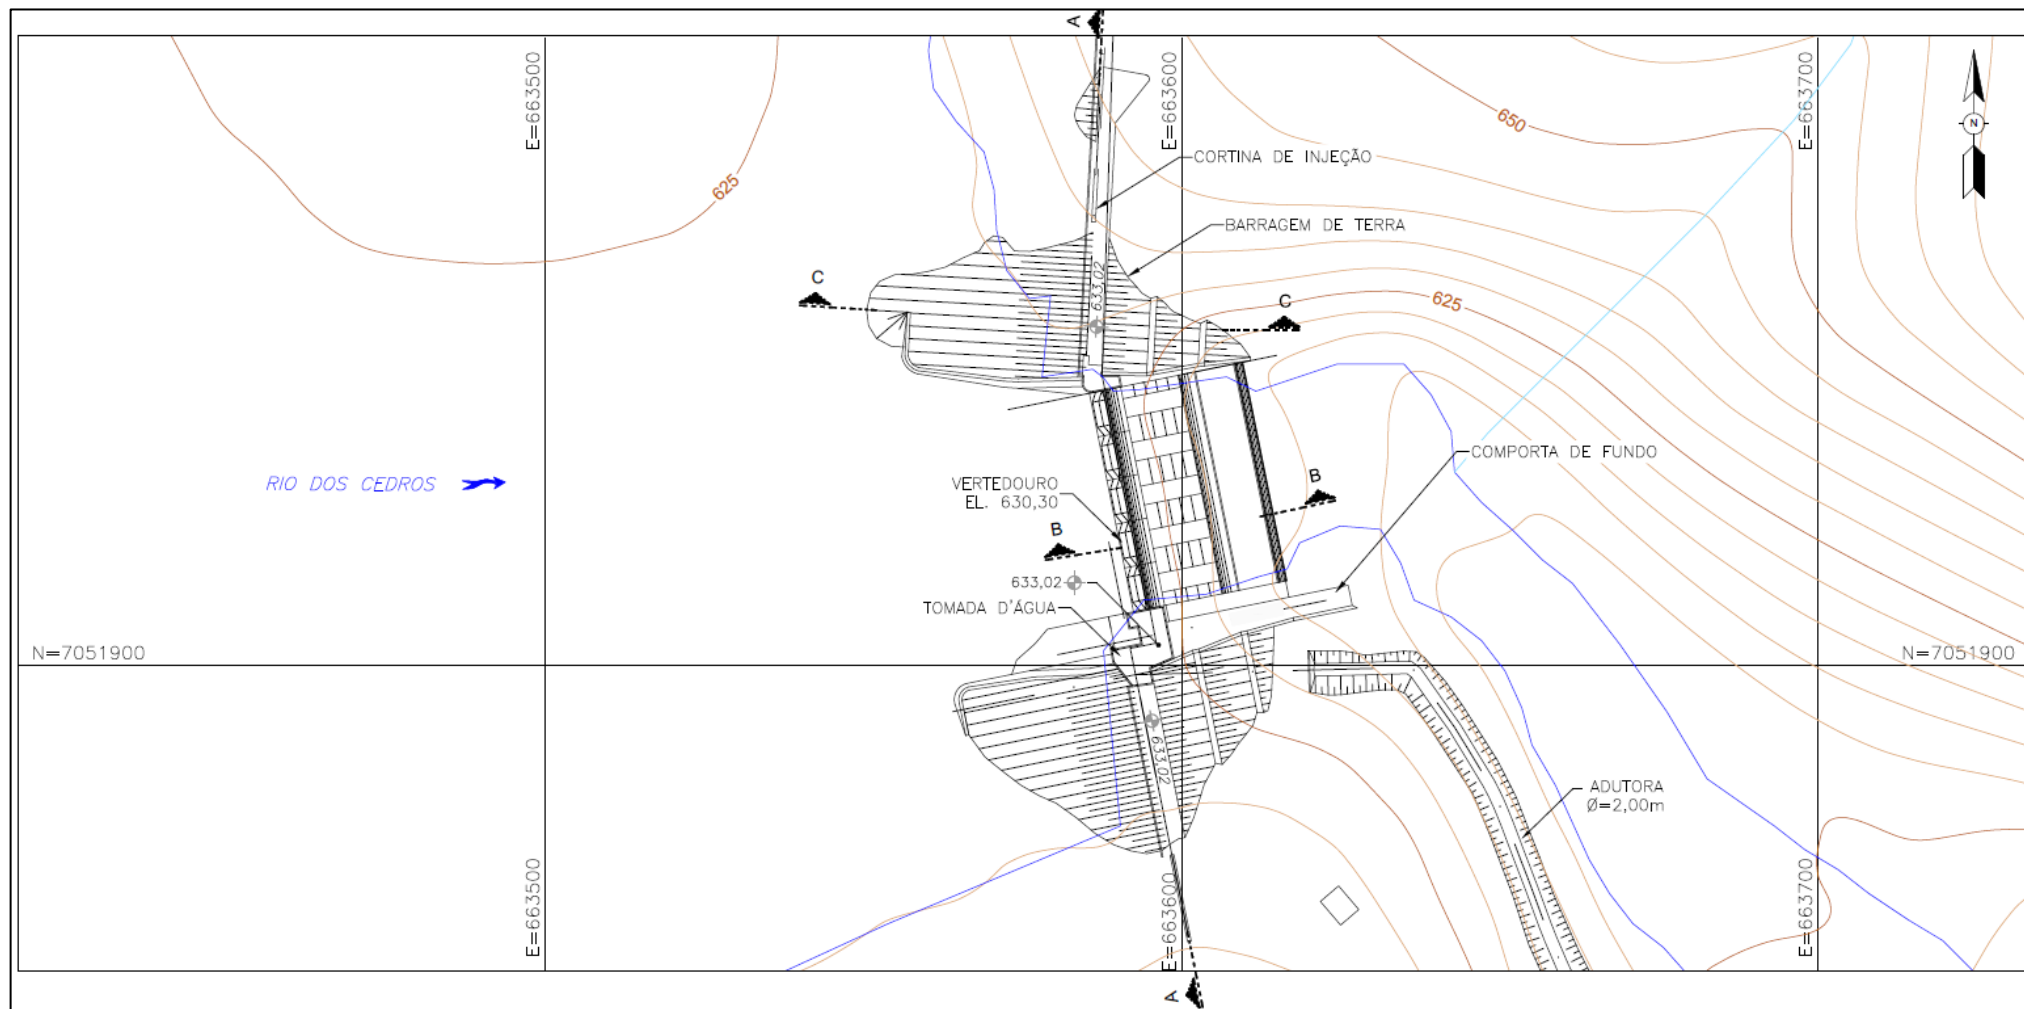 A
E=663500
E=663600
E=663700
N
650
CORTINA DE INJEÇÃO
625
BARRAGEM DE TERRA
C
633,02
C
625
COMPORTA DE FUNDO
RIO DOS CEDROS
VERTEDOURO
EL. 630,30
B
B
633,02
TOMADA D'ÁGUA
N=7051900
N=7051900
633,02
ADUTORA
Ø=2,00m
E=663500
E=663600
E=663700
A